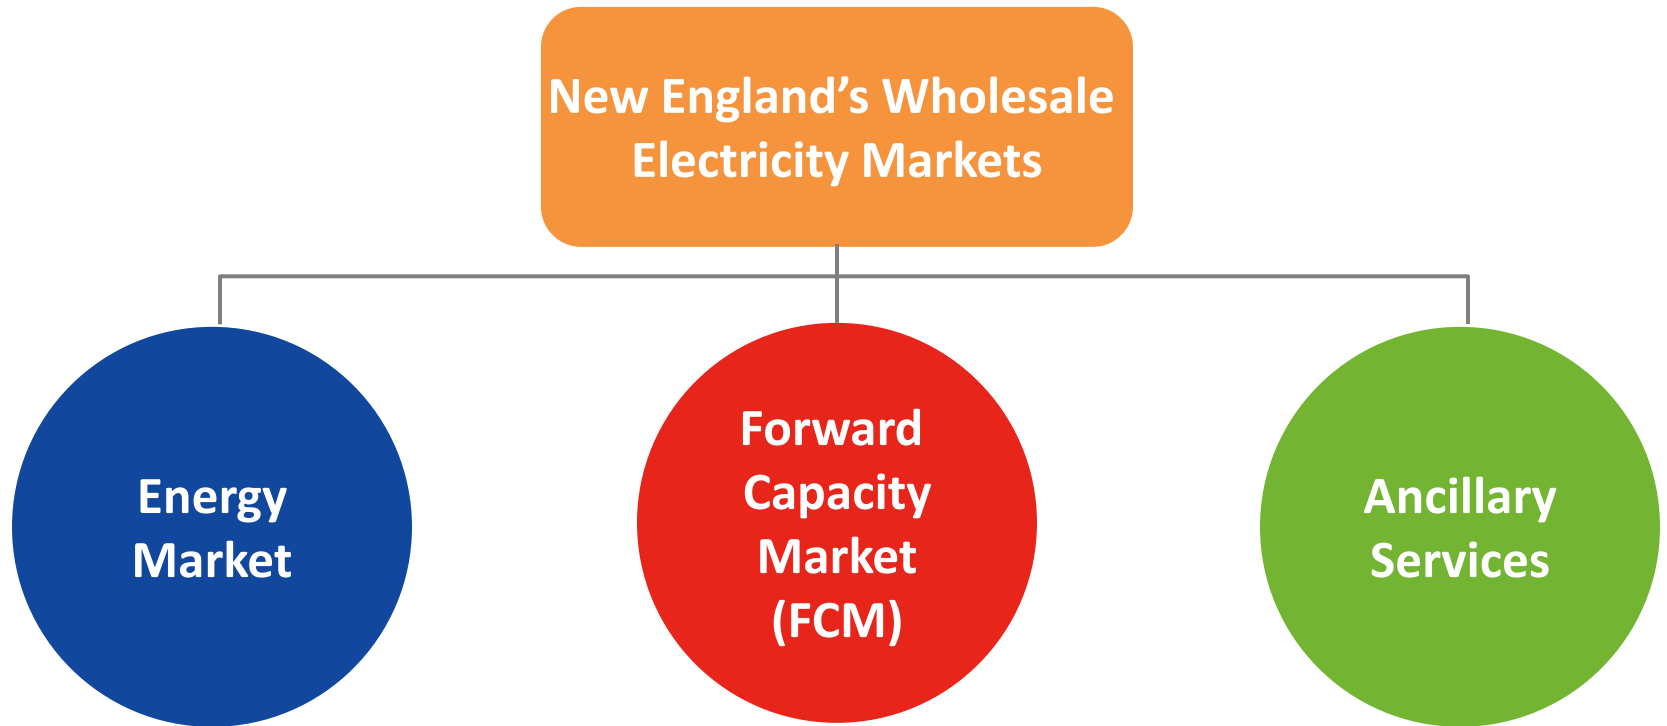 New England’s Wholesale
Electricity Markets
Energy
Market
Forward
Capacity
Market
(FCM)
Ancillary
Services